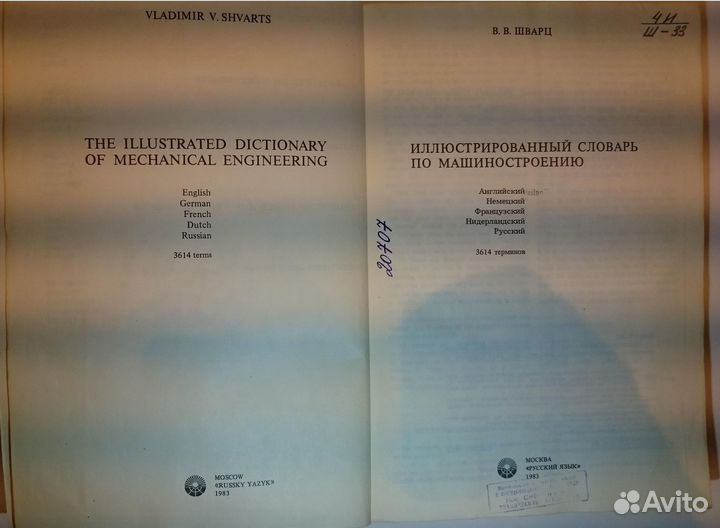 VLADIMIR V. SHVARTS
THE ILLUSTRATED DICTIONARY
OF MECHANICAL ENGINEERING
English
German
French
Dutch
Russian
3614 terms
MOSCOW
«RUSSKY YAZYK»
1983
4И
Ш-33
В. В. ШВАРЦ
ИЛЛЮСТРИРОВАННЫЙ СЛОВАРЬ
ПО МАШИНОСТРОЕНИЮ
Английский
Немецкий
Французский
Нидерландский
Русский
3614 терминов
20707
МОСКВА
«РУССКИЙ ЯЗЫК»
1983
Avito